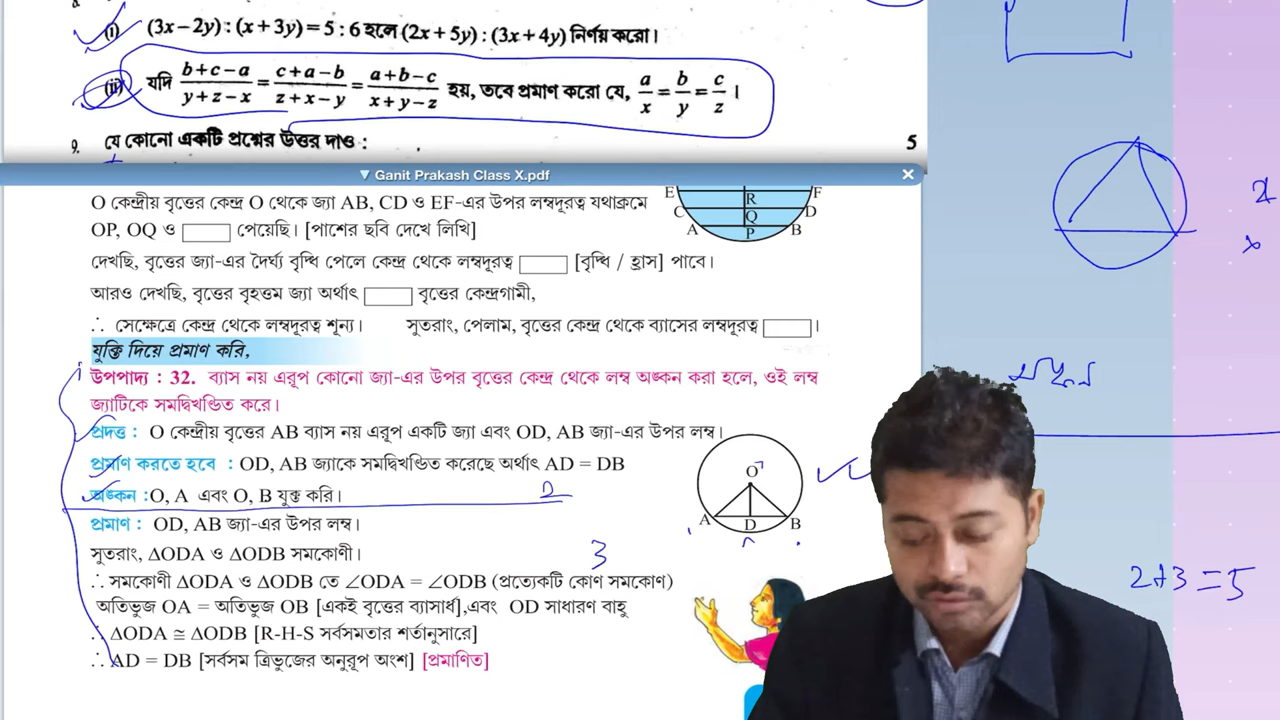 (i) (3x – 2y) : (x + 3y) = 5 : 6 হলে (2x + 5y) : (3x + 4y) নির্ণয় করো।
(ii) যদি (b+c–a)/(y+z–x) = (c+a–b)/(z+x–y) = (a+b–c)/(x+y–z) হয়, তবে প্রমাণ করো যে, a/x = b/y = c/z ।
9. যে কোনো একটি প্রশ্নের উত্তর দাও : 5
▼ Ganit Prakash Class X.pdf ×
O কেন্দ্রীয় বৃত্তের কেন্দ্র O থেকে জ্যা AB, CD ও EF-এর উপর লম্বদূরত্ব যথাক্রমে
OP, OQ ও পেয়েছি। [পাশের ছবি দেখে লিখি]
E F
R
C D
Q
A P B
দেখছি, বৃত্তের জ্যা-এর দৈর্ঘ্য বৃদ্ধি পেলে কেন্দ্র থেকে লম্বদূরত্ব [বৃদ্ধি / হ্রাস] পাবে।
আরও দেখছি, বৃত্তের বৃহত্তম জ্যা অর্থাৎ বৃত্তের কেন্দ্রগামী,
∴ সেক্ষেত্রে কেন্দ্র থেকে লম্বদূরত্ব শূন্য। সুতরাং, পেলাম, বৃত্তের কেন্দ্র থেকে ব্যাসের লম্বদূরত্ব ।
যুক্তি দিয়ে প্রমাণ করি,
উপপাদ্য : 32. ব্যাস নয় এরূপ কোনো জ্যা-এর উপর বৃত্তের কেন্দ্র থেকে লম্ব অঙ্কন করা হলে, ওই লম্ব
জ্যাটিকে সমদ্বিখণ্ডিত করে।
প্রদত্ত : O কেন্দ্রীয় বৃত্তের AB ব্যাস নয় এরূপ একটি জ্যা এবং OD, AB জ্যা-এর উপর লম্ব।
প্রমাণ করতে হবে : OD, AB জ্যাকে সমদ্বিখণ্ডিত করেছে অর্থাৎ AD = DB
অঙ্কন : O, A এবং O, B যুক্ত করি।
2
O
A D B
প্রমাণ : OD, AB জ্যা-এর উপর লম্ব।
সুতরাং, ΔODA ও ΔODB সমকোণী।
3
∴ সমকোণী ΔODA ও ΔODB তে ∠ODA = ∠ODB (প্রত্যেকটি কোণ সমকোণ)
অতিভুজ OA = অতিভুজ OB [একই বৃত্তের ব্যাসার্ধ],এবং OD সাধারণ বাহু
∴ ΔODA ≅ ΔODB [R-H-S সর্বসমতার শর্তানুসারে]
∴ AD = DB [সর্বসম ত্রিভুজের অনুরূপ অংশ] [প্রমাণিত]
2+3 = 5